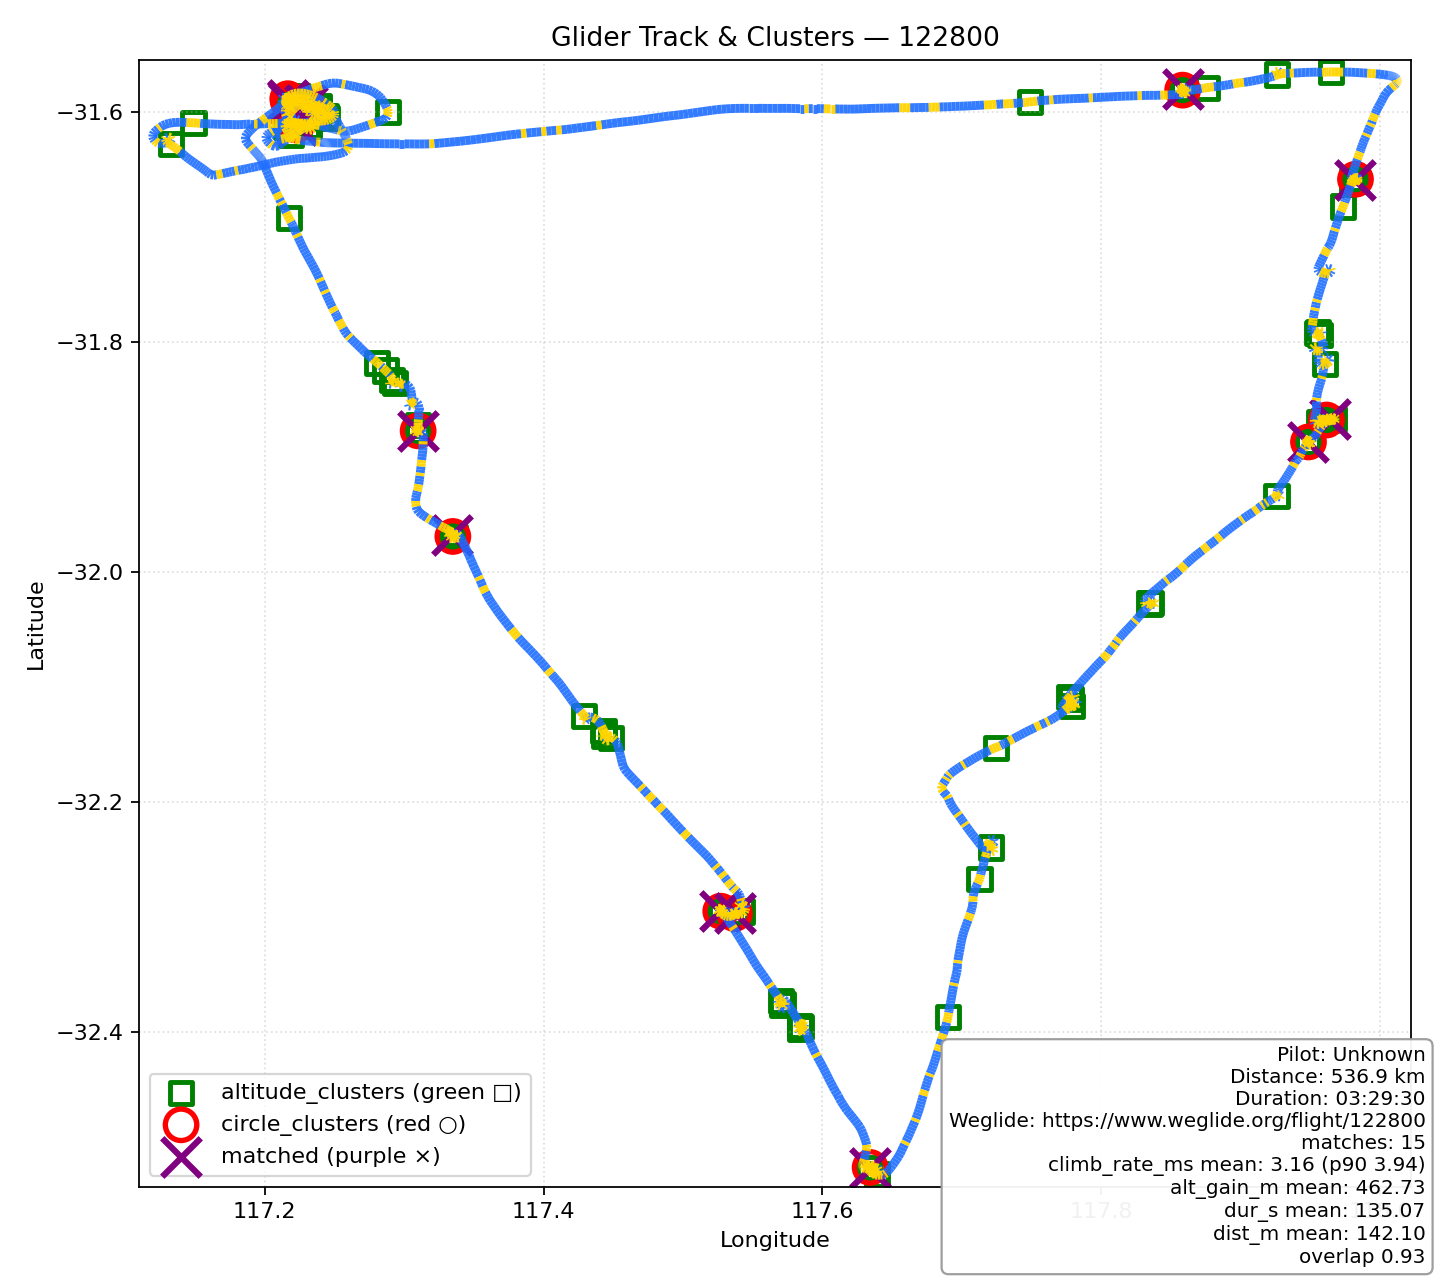 Glider Track & Clusters — 122800
−31.6
−31.8
−32.0
−32.2
−32.4
Latitude
altitude_clusters (green □)
circle_clusters (red ○)
matched (purple ×)
117.2
117.4
117.6
117.8
Longitude
Pilot: Unknown
Distance: 536.9 km
Duration: 03:29:30
Weglide: https://www.weglide.org/flight/122800
matches: 15
climb_rate_ms mean: 3.16 (p90 3.94)
alt_gain_m mean: 462.73
dur_s mean: 135.07
dist_m mean: 142.10
overlap 0.93